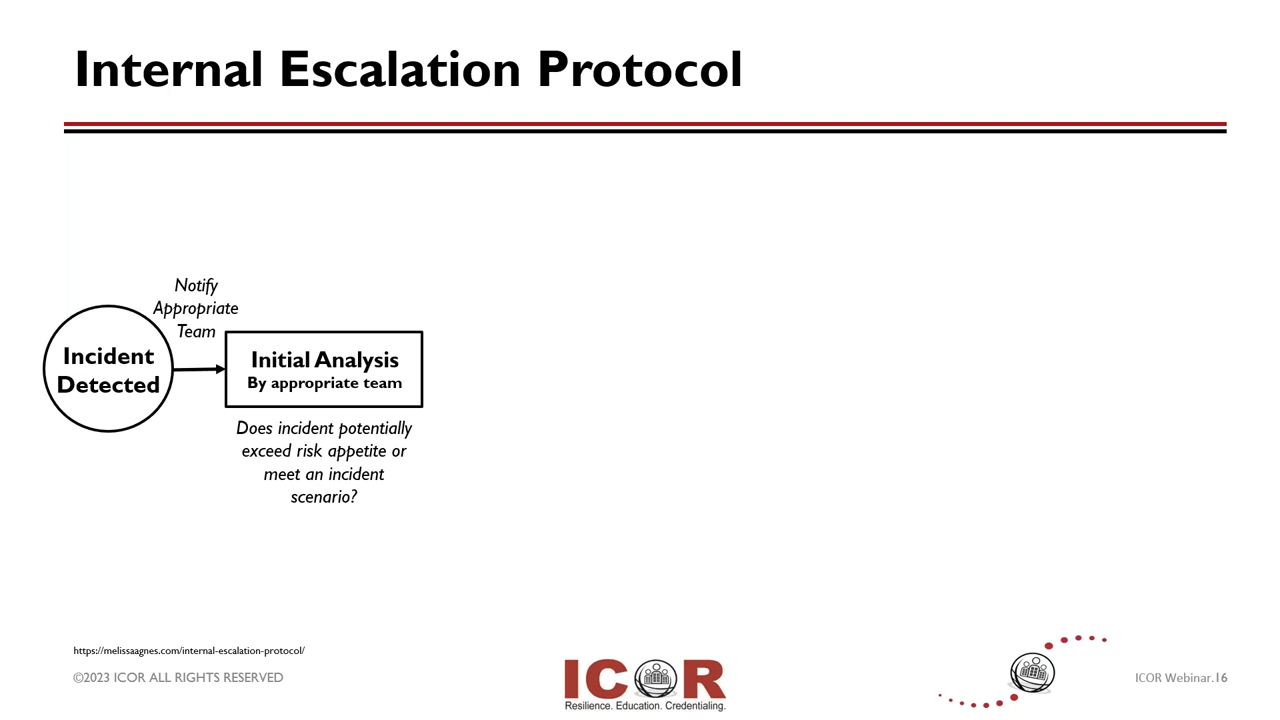 Internal Escalation Protocol
Notify
Appropriate
Team
Incident
Detected
Initial Analysis
By appropriate team
Does incident potentially
exceed risk appetite or
meet an incident
scenario?
https://melissaagnes.com/internal-escalation-protocol/
©2023 ICOR ALL RIGHTS RESERVED
ICOR
Resilience. Education. Credentialing.
ICOR Webinar.16